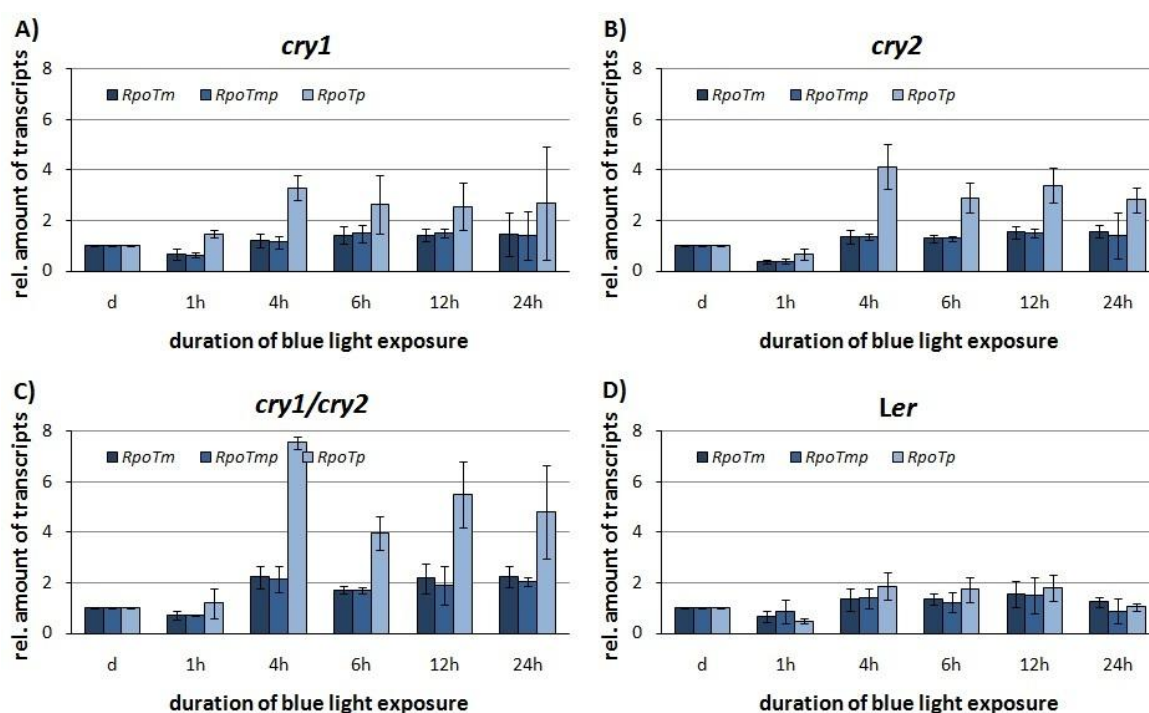 A)
cry1
rel. amount of transcripts
8
6
4
2
0
RpoTm RpoTmp RpoTp
d 1h 4h 6h 12h 24h
duration of blue light exposure
B)
cry2
rel. amount of transcripts
8
6
4
2
0
RpoTm RpoTmp RpoTp
d 1h 4h 6h 12h 24h
duration of blue light exposure
C)
cry1/cry2
rel. amount of transcripts
8
6
4
2
0
RpoTm RpoTmp RpoTp
d 1h 4h 6h 12h 24h
duration of blue light exposure
D)
Ler
rel. amount of transcripts
8
6
4
2
0
RpoTm RpoTmp RpoTp
d 1h 4h 6h 12h 24h
duration of blue light exposure